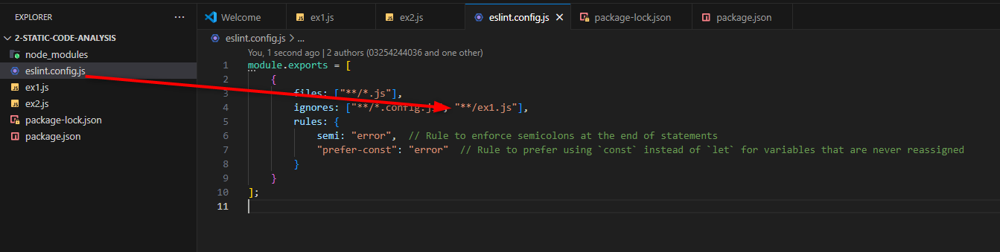 EXPLORER
2-STATIC-CODE-ANALYSIS
node_modules
eslint.config.js
ex1.js
ex2.js
package-lock.json
package.json
Welcome
JS ex1.js
JS ex2.js
eslint.config.js
package-lock.json
package.json
eslint.config.js > ...
You, 1 second ago | 2 authors (03254244036 and one other)
1 module.exports = [
2 {
3 files: ["**/*.js"],
4 ignores: ["**/*.config.js", "**/ex1.js"],
5 rules: {
6 semi: "error", // Rule to enforce semicolons at the end of statements
7 "prefer-const": "error" // Rule to prefer using `const` instead of `let` for variables that are never reassigned
8 }
9 }
10 ];
11